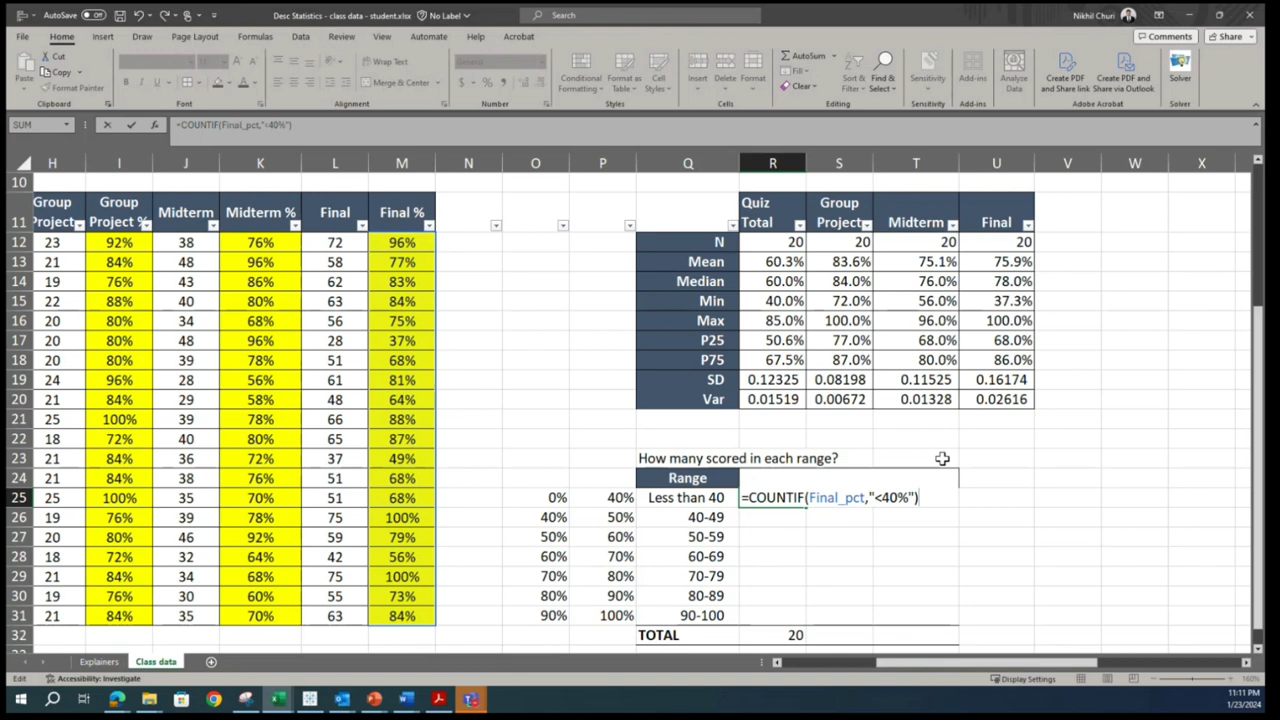 AutoSave Off Desc Statistics - class data - student.xlsx No Label Search Nikhil Churi
File Home Insert Draw Page Layout Formulas Data Review View Automate Help Acrobat Comments Share
Paste Cut Copy Format Painter Clipboard
B I U Font
Wrap Text Merge & Center Alignment
General $ % Number
Conditional Formatting Format as Table Cell Styles Styles
Insert Delete Format Cells
AutoSum Fill Clear Sort & Filter Find & Select Editing
Sensitivity Sensitivity
Add-ins Add-ins
Analyze Data
Create PDF and Share link Create PDF and Share via Outlook Adobe Acrobat
Solver Solver
SUM fx =COUNTIF(Final_pct,"<40%")
H I J K L M N O P Q R S T U V W X
10
11 Group Project Group Project % Midterm Midterm % Final Final % Quiz Total Group Project Midterm Final
12 23 92% 38 76% 72 96% N 20 20 20 20
13 21 84% 48 96% 58 77% Mean 60.3% 83.6% 75.1% 75.9%
14 19 76% 43 86% 62 83% Median 60.0% 84.0% 76.0% 78.0%
15 22 88% 40 80% 63 84% Min 40.0% 72.0% 56.0% 37.3%
16 20 80% 34 68% 56 75% Max 85.0% 100.0% 96.0% 100.0%
17 20 80% 48 96% 28 37% P25 50.6% 77.0% 68.0% 68.0%
18 20 80% 39 78% 51 68% P75 67.5% 87.0% 80.0% 86.0%
19 24 96% 28 56% 61 81% SD 0.12325 0.08198 0.11525 0.16174
20 21 84% 29 58% 48 64% Var 0.01519 0.00672 0.01328 0.02616
21 25 100% 39 78% 66 88%
22 18 72% 40 80% 65 87%
23 21 84% 36 72% 37 49% How many scored in each range?
24 21 84% 38 76% 51 68% Range
25 25 100% 35 70% 51 68% 0% 40% Less than 40 =COUNTIF(Final_pct,"<40%")
26 19 76% 39 78% 75 100% 40% 50% 40-49
27 20 80% 46 92% 59 79% 50% 60% 50-59
28 18 72% 32 64% 42 56% 60% 70% 60-69
29 21 84% 34 68% 75 100% 70% 80% 70-79
30 19 76% 30 60% 55 73% 80% 90% 80-89
31 21 84% 35 70% 63 84% 90% 100% 90-100
32 TOTAL 20
Explainers Class data
Edit Accessibility: Investigate Display Settings 160%
11:11 PM
1/23/2024